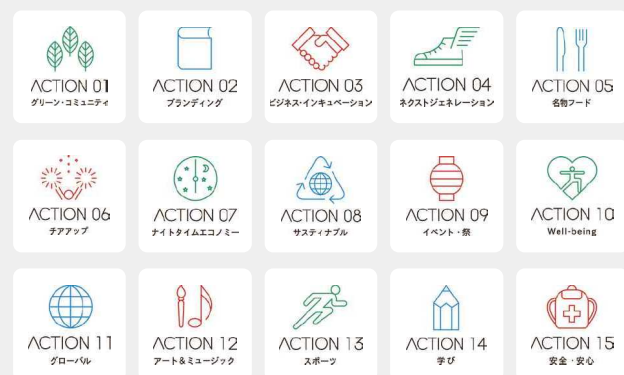 ACTION 01
グリーン・コミュニティ
ACTION 02
ブランディング
ACTION 03
ビジネス・インキュベーション
ACTION 04
ネクストジェネレーション
ACTION 05
名物フード
ACTION 06
チアアップ
ACTION 07
ナイトタイムエコノミー
ACTION 08
サスティナブル
ACTION 09
イベント・祭
ACTION 10
Well-being
ACTION 11
グローバル
ACTION 12
アート&ミュージック
ACTION 13
スポーツ
ACTION 14
学び
ACTION 15
安全・安心